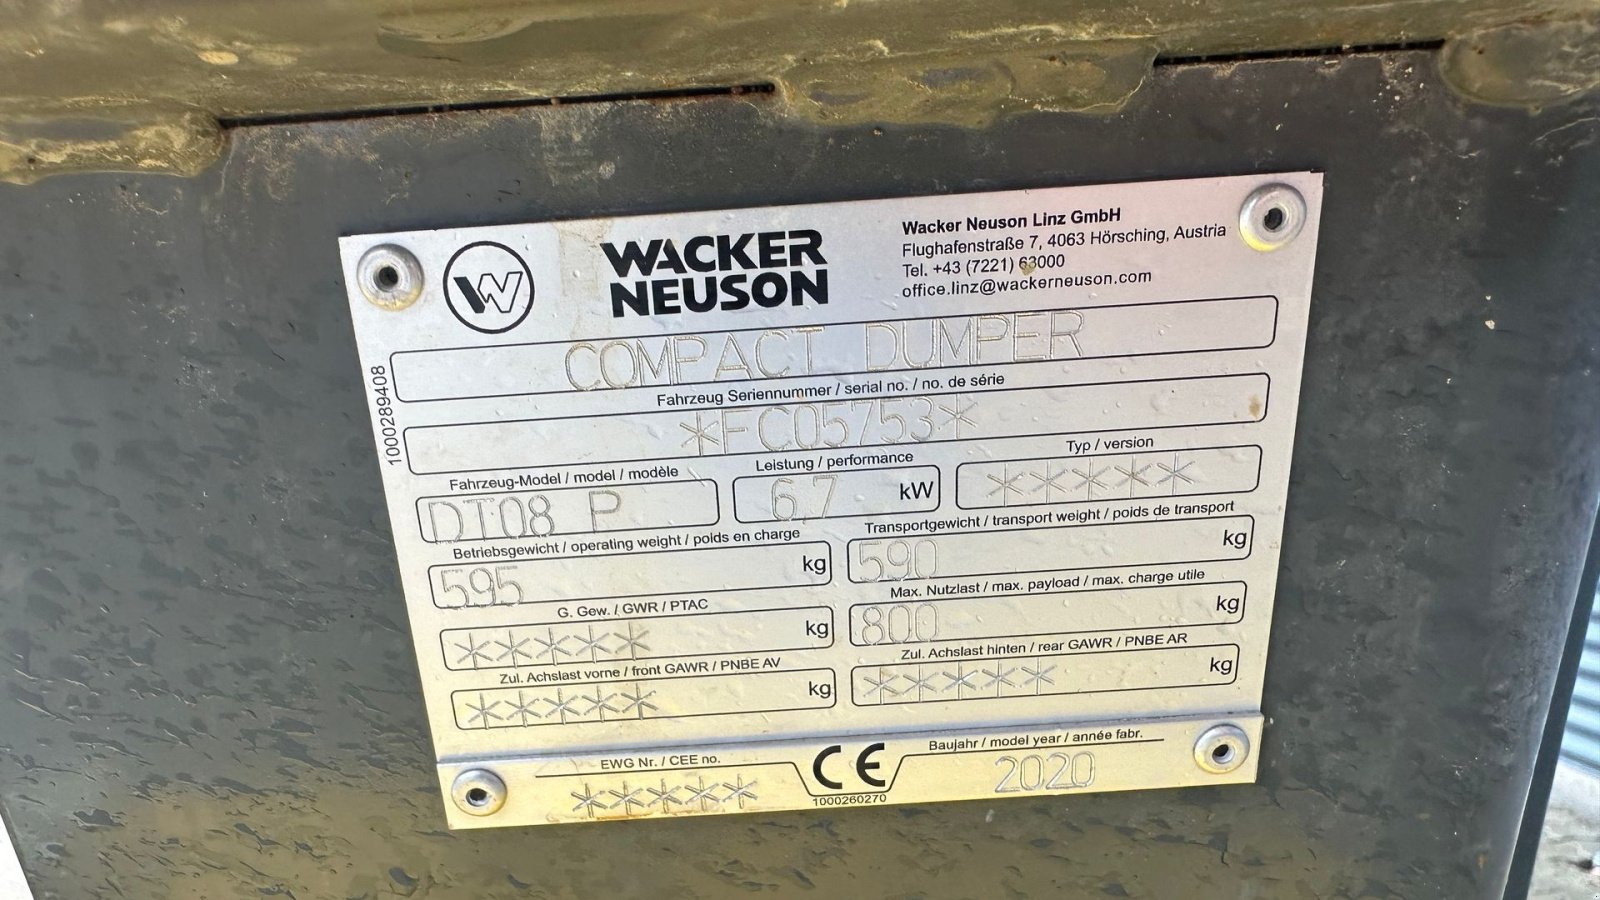 W
WACKER
NEUSON
Wacker Neuson Linz GmbH
Flughafenstraße 7, 4063 Hörsching, Austria
Tel. +43 (7221) 63000
office.linz@wackerneuson.com
1000289408
COMPACT DUMPER
Fahrzeug Seriennummer / serial no. / no. de série
*FC05753*
Fahrzeug-Model / model / modèle
DT08 P
Leistung / performance
6,7 kW
Typ / version
*****
Betriebsgewicht / operating weight / poids en charge
595 kg
Transportgewicht / transport weight / poids de transport
590 kg
G. Gew. / GWR / PTAC
***** kg
Max. Nutzlast / max. payload / max. charge utile
800 kg
Zul. Achslast vorne / front GAWR / PNBE AV
***** kg
Zul. Achslast hinten / rear GAWR / PNBE AR
***** kg
EWG Nr. / CEE no.
*****
CE
1000260270
Baujahr / model year / année fabr.
2020